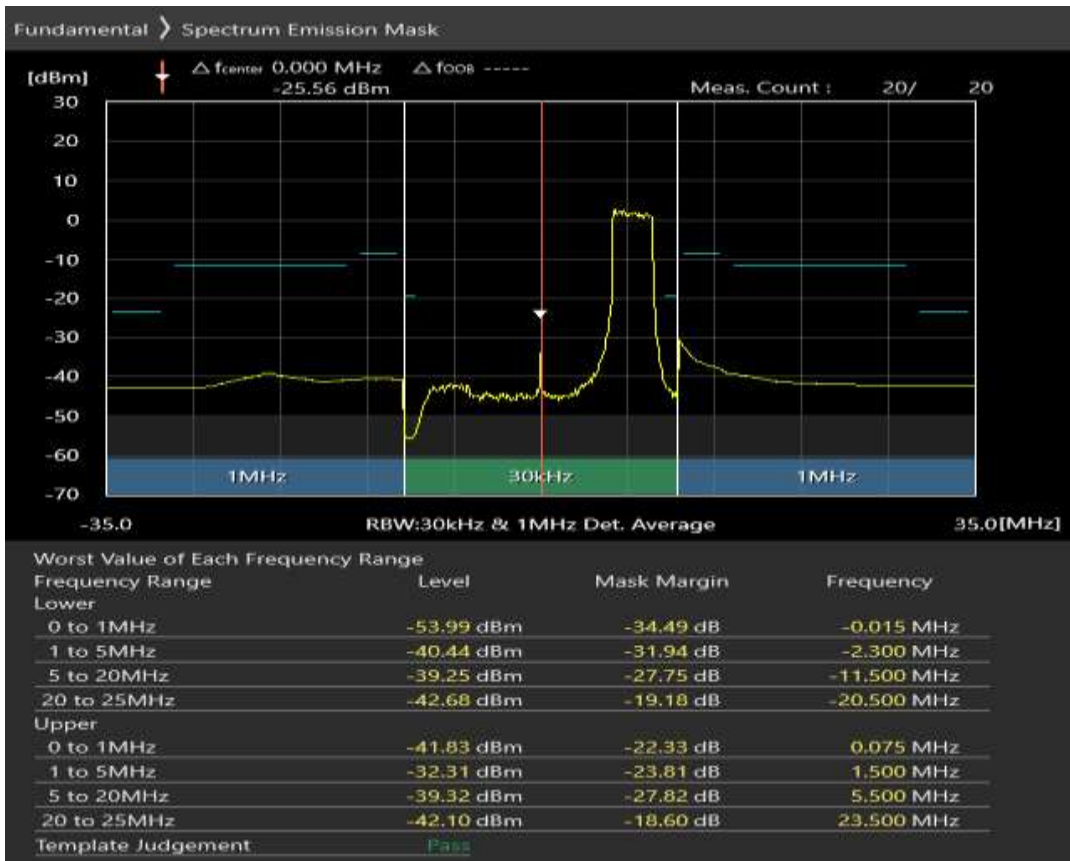 Fundamental ❭ Spectrum Emission Mask
[dBm] △ fcenter 0.000 MHz △ fOOB -----
-25.56 dBm Meas. Count : 20/ 20
30
20
10
0
-10
-20
-30
-40
-50
-60
1MHz 30kHz 1MHz
-70
-35.0 RBW:30kHz & 1MHz Det. Average 35.0[MHz]
Worst Value of Each Frequency Range
Frequency Range Level Mask Margin Frequency
Lower
0 to 1MHz -53.99 dBm -34.49 dB -0.015 MHz
1 to 5MHz -40.44 dBm -31.94 dB -2.300 MHz
5 to 20MHz -39.25 dBm -27.75 dB -11.500 MHz
20 to 25MHz -42.68 dBm -19.18 dB -20.500 MHz
Upper
0 to 1MHz -41.83 dBm -22.33 dB 0.075 MHz
1 to 5MHz -32.31 dBm -23.81 dB 1.500 MHz
5 to 20MHz -39.32 dBm -27.82 dB 5.500 MHz
20 to 25MHz -42.10 dBm -18.60 dB 23.500 MHz
Template Judgement Pass